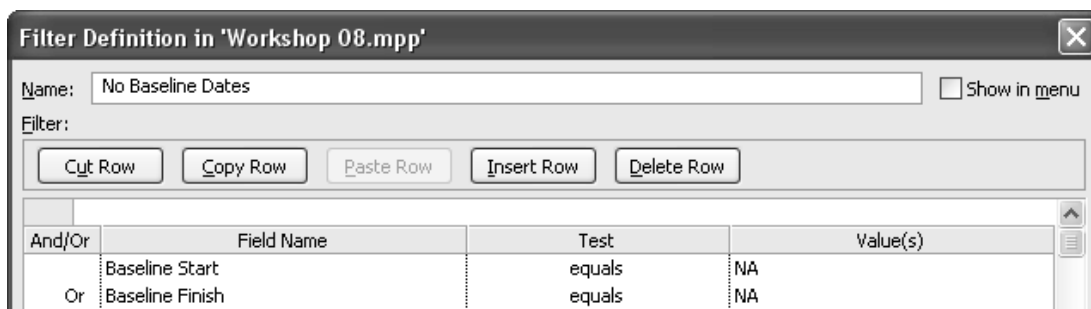 Filter Definition in 'Workshop 08.mpp'
Name: No Baseline Dates Show in menu
Filter:
Cut Row Copy Row Paste Row Insert Row Delete Row
And/Or Field Name Test Value(s)
Baseline Start equals NA
Or Baseline Finish equals NA